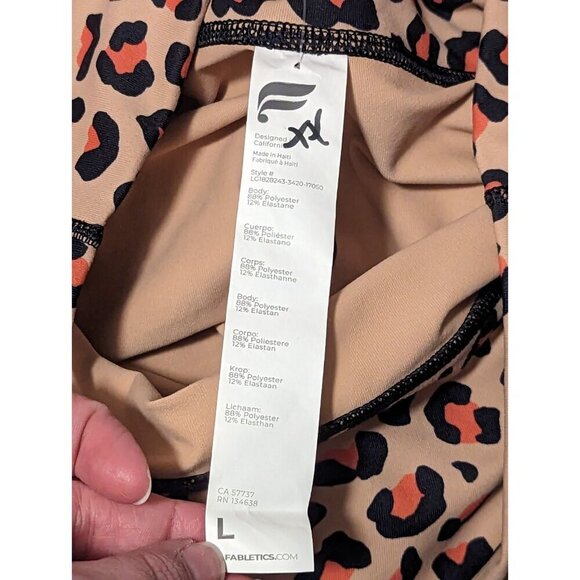 Designed
California
XX
Made in Haiti
Fabriqué à Haïti
Style #
LG1828243-3420-17050
Body:
88% Polyester
12% Elastane
Cuerpo:
88% Poliéster
12% Elastano
Corps:
88% Polyester
12% Elasthanne
Body:
88% Polyester
12% Elastan
Corpo:
88% Poliestere
12% Elastan
Krop:
88% Polyester
12% Elastaan
Lichaam:
88% Polyester
12% Elasthan
CA 57737
RN 134638
L
FABLETICS.COM